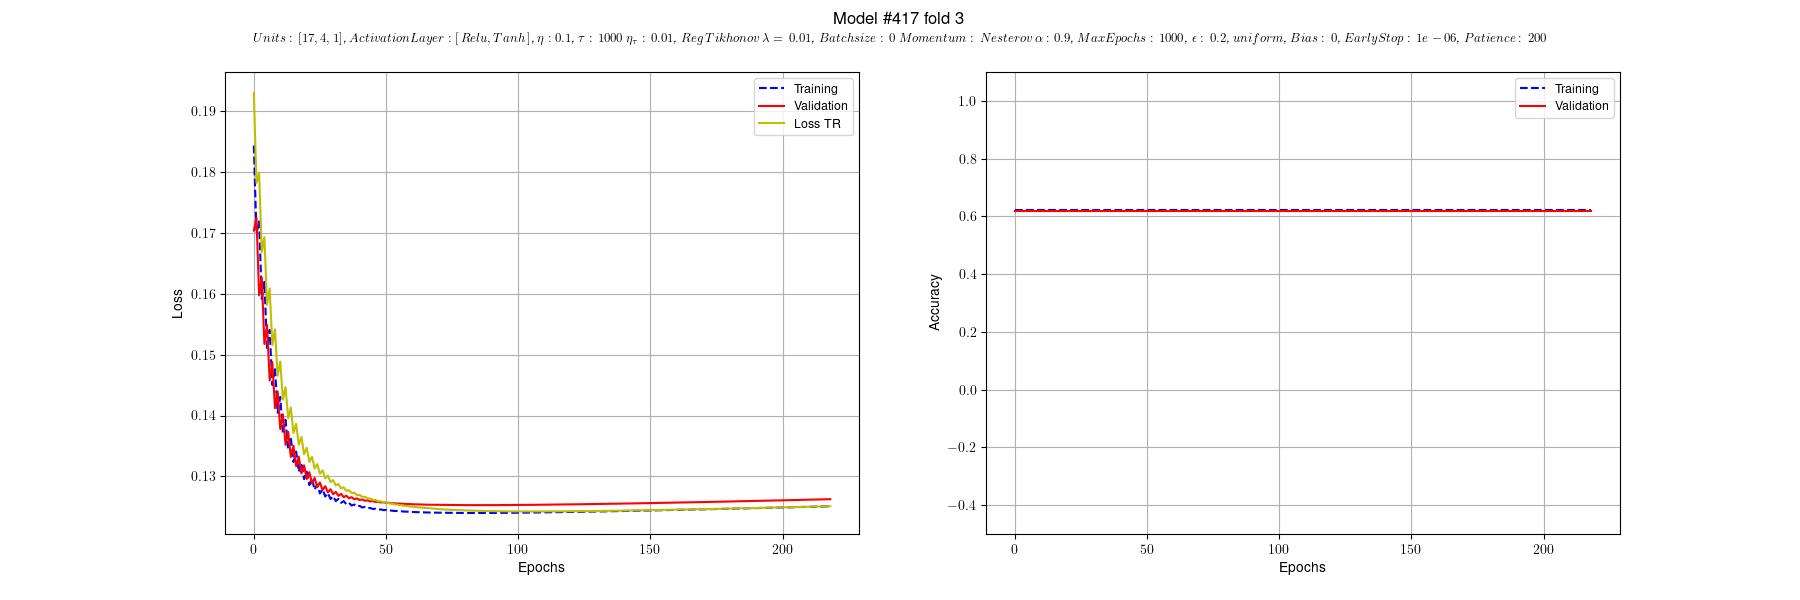 Model #417 fold 3
Units : [17, 4, 1], ActivationLayer : [ Relu, Tanh], η : 0.1, τ : 1000 η_τ : 0.01, RegTikhonov λ = 0.01, Batchsize : 0 Momentum : Nesterov α : 0.9, MaxEpochs : 1000, ϵ : 0.2, uniform, Bias : 0, EarlyStop : 1e − 06, Patience : 200
Training
Validation
Loss TR
0.19
0.18
0.17
0.16
0.15
0.14
0.13
Loss
0 50 100 150 200
Epochs
Training
Validation
1.0
0.8
0.6
0.4
0.2
0.0
−0.2
−0.4
Accuracy
0 50 100 150 200
Epochs